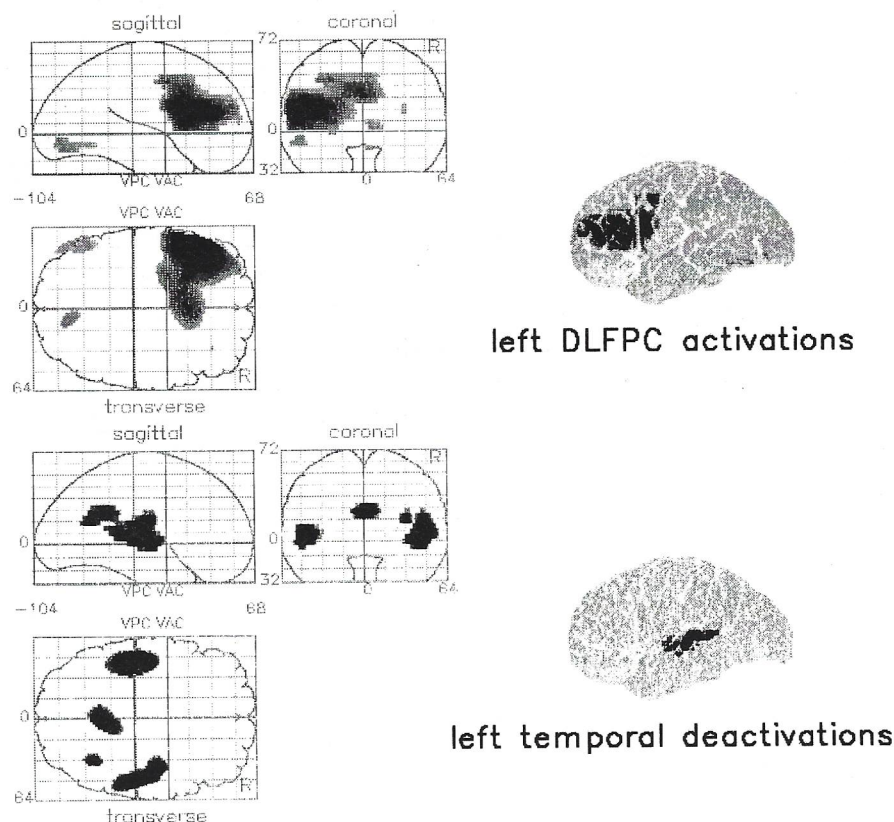 sagittal
coronal
72
R
0
0
32
VPC VAC
0
64
-104
68
VPC VAC
0
64
R
transverse
left DLFPC activations
sagittal
coronal
72
R
0
0
32
VPC VAC
0
64
-104
68
VPC VAC
0
64
R
transverse
left temporal deactivations